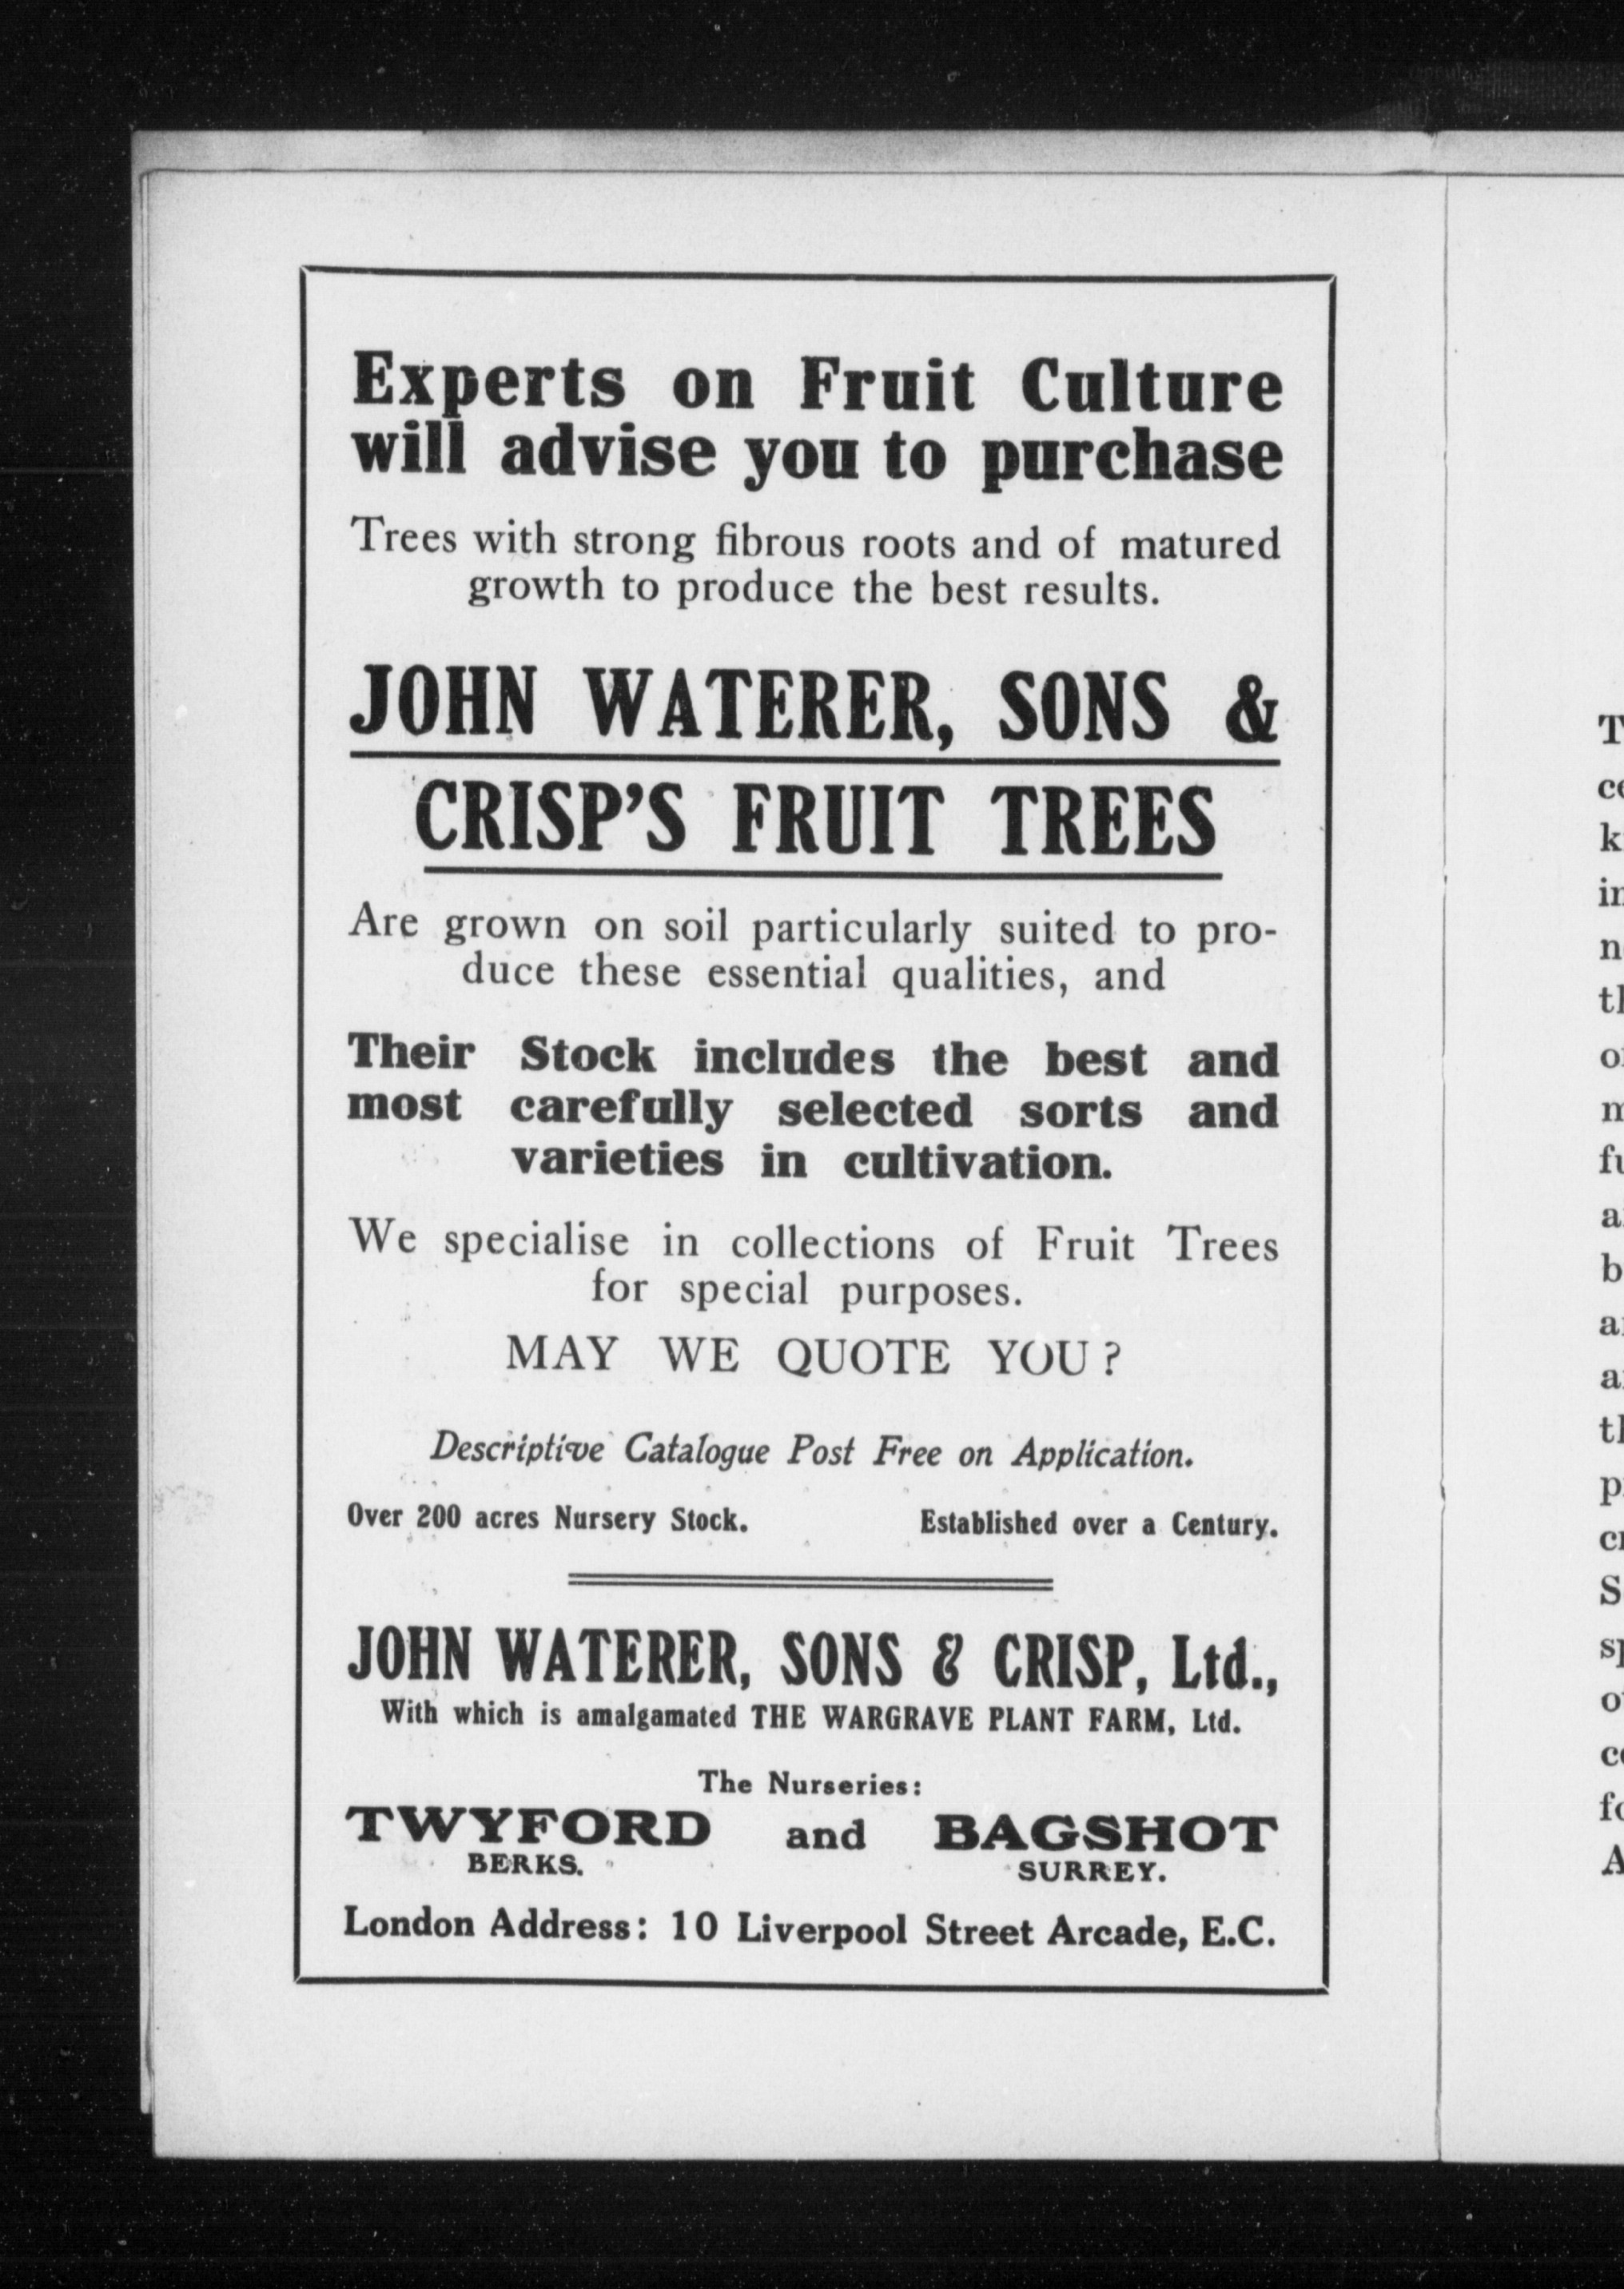 Experts on Fruit Culture
will advise you to purchase
Trees with strong fibrous roots and of matured
growth to produce the best results.
JOHN WATERER, SONS &
CRISP'S FRUIT TREES
Are grown on soil particularly suited to pro-
duce these essential qualities, and
Their Stock includes the best and
most carefully selected sorts and
varieties in cultivation.
We specialise in collections of Fruit Trees
for special purposes.
MAY WE QUOTE YOU?
Descriptive Catalogue Post Free on Application.
Over 200 acres Nursery Stock. Established over a Century.
JOHN WATERER, SONS & CRISP, Ltd.,
With which is amalgamated THE WARGRAVE PLANT FARM, Ltd.
The Nurseries:
TWYFORD and BAGSHOT
BERKS. SURREY.
London Address: 10 Liverpool Street Arcade, E.C.